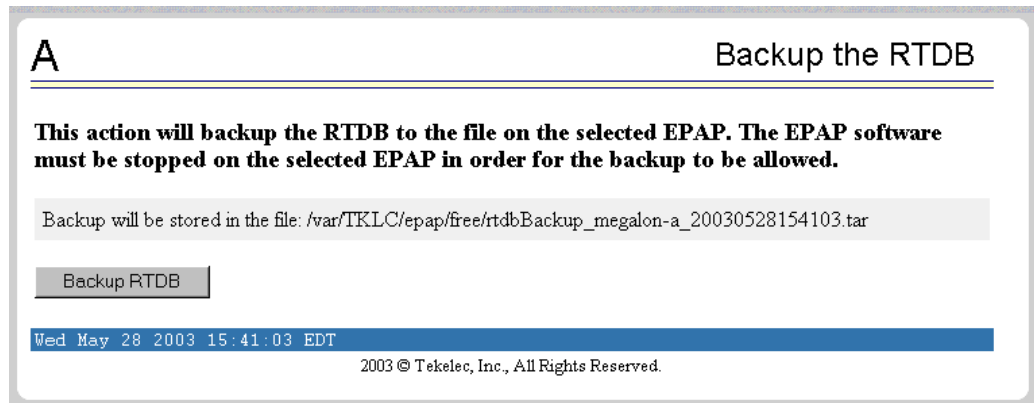 A
Backup the RTDB
This action will backup the RTDB to the file on the selected EPAP. The EPAP software
must be stopped on the selected EPAP in order for the backup to be allowed.
Backup will be stored in the file: /var/TKLC/epap/free/rtdbBackup_megalon-a_20030528154103.tar
Backup RTDB
Wed May 28 2003 15:41:03 EDT
2003 © Tekelec, Inc., All Rights Reserved.